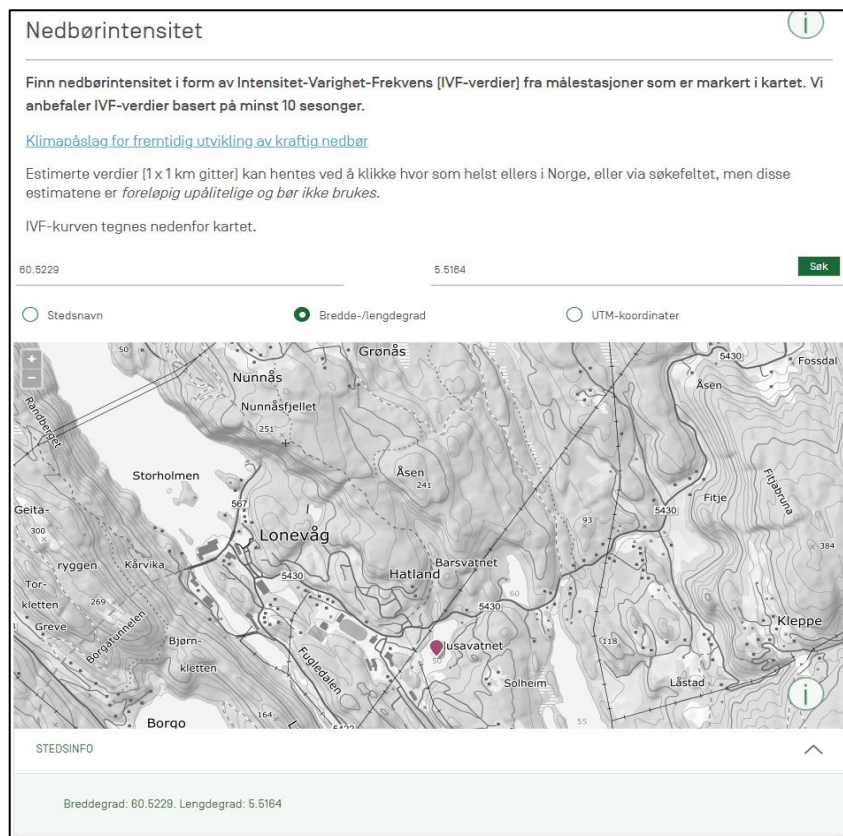 Nedbørintensitet
i
Finn nedbørintensitet i form av Intensitet-Varighet-Frekvens [IVF-verdier] fra målestasjoner som er markert i kartet. Vi
anbefaler IVF-verdier basert på minst 10 sesonger.
Klimapåslag for fremtidig utvikling av kraftig nedbør
Estimerte verdier [1 x 1 km gitter] kan hentes ved å klikke hvor som helst ellers i Norge, eller via søkefeltet, men disse
estimatene er foreløpig upålitelige og bør ikke brukes.
IVF-kurven tegnes nedenfor kartet.
60.5229
5.5164
Søk
Stedsnavn
Bredde-/lengdegrad
UTM-koordinater
+
−
50
Grønås
5430
Fossdal
Nunnås
Åsen
Randberget
Nunnåsfjellet
251
Storholmen
Åsen
241
Fitjabruna
567
Fitje
Geita-
300
93
5430
ryggen
Kårvika
Lonevåg
384
Hatland
Barsvatnet
Tor-
kletten
269
5430
60
Greve
Borgatunnelen
5430
Kleppe
Bjørn-
kletten
Fugledalen
Husavatnet
50
118
Solheim
Låstad
Borgo
164
55
i
STEDSINFO
Breddegrad: 60.5229. Lengdegrad: 5.5164